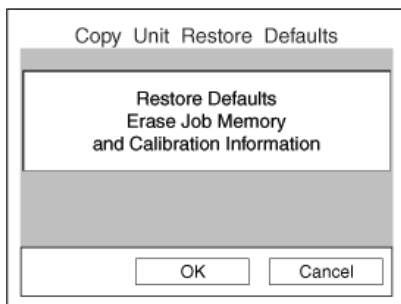 Copy Unit Restore Defaults
Restore Defaults
Erase Job Memory
and Calibration Information
OK
Cancel